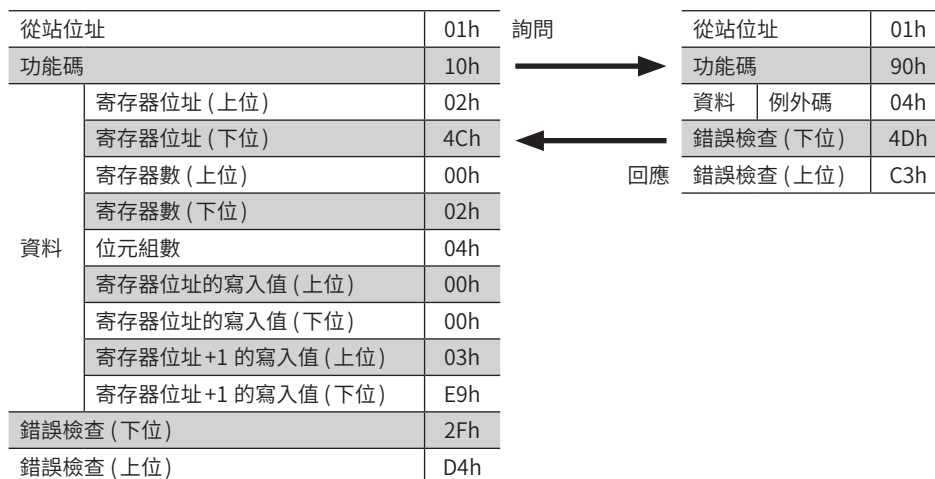 從站位址 01h 詢問 從站位址 01h
功能碼 10h 功能碼 90h
寄存器位址 (上位) 02h 資料 例外碼 04h
寄存器位址 (下位) 4Ch 錯誤檢查 (下位) 4Dh
寄存器數 (上位) 00h 回應 錯誤檢查 (上位) C3h
寄存器數 (下位) 02h
資料 位元組數 04h
寄存器位址的寫入值 (上位) 00h
寄存器位址的寫入值 (下位) 00h
寄存器位址+1 的寫入值 (上位) 03h
寄存器位址+1 的寫入值 (下位) E9h
錯誤檢查 (下位) 2Fh
錯誤檢查 (上位) D4h